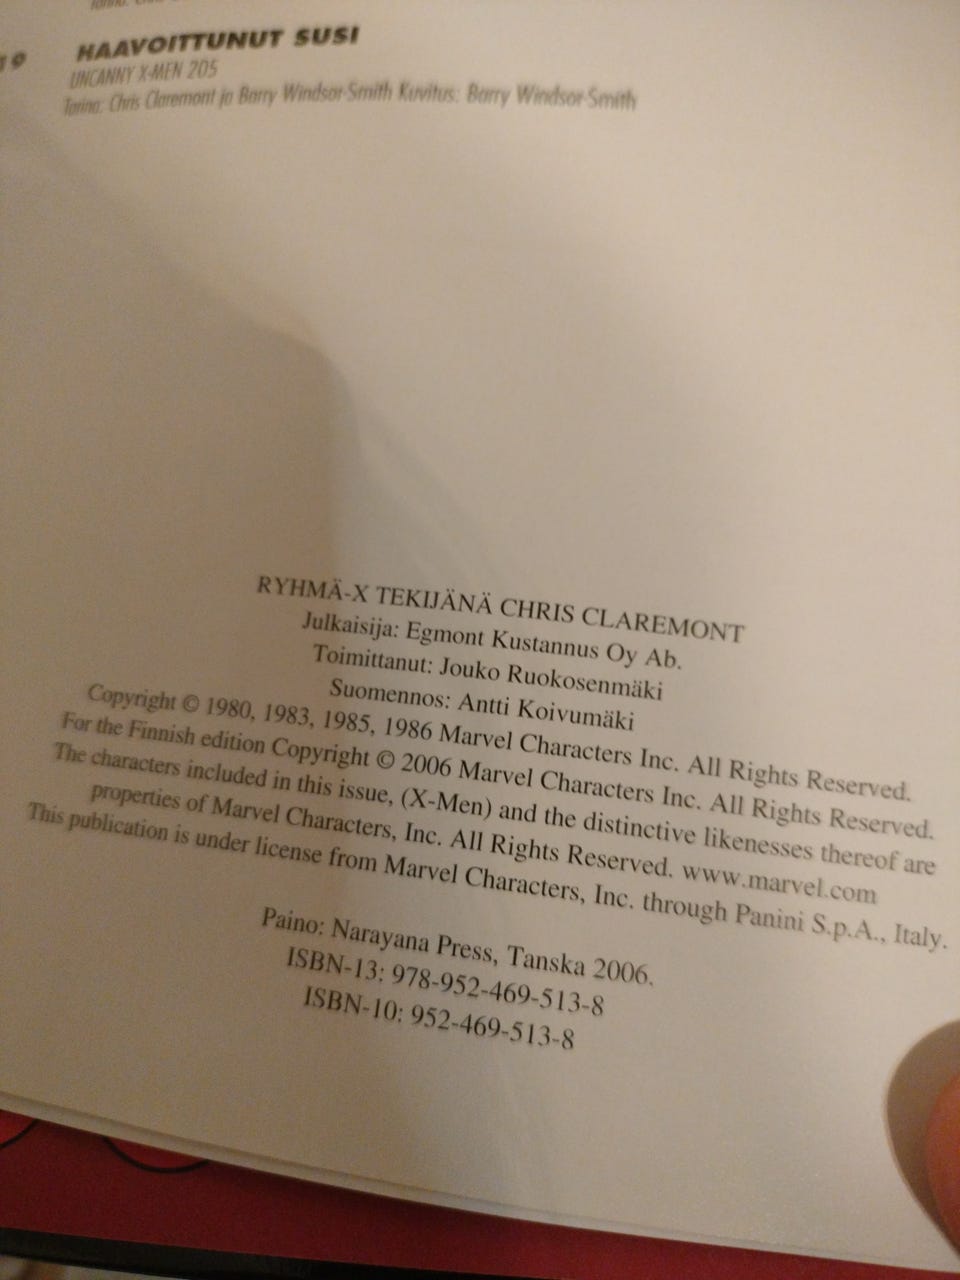 19 HAAVOITTUNUT SUSI
UNCANNY X-MEN 205
Tarina: Chris Claremont ja Barry Windsor-Smith Kuvitus: Barry Windsor-Smith
RYHMÄ-X TEKIJÄNÄ CHRIS CLAREMONT
Julkaisija: Egmont Kustannus Oy Ab.
Toimittanut: Jouko Ruokosenmäki
Suomennos: Antti Koivumäki
Copyright © 1980, 1983, 1985, 1986 Marvel Characters Inc. All Rights Reserved.
For the Finnish edition Copyright © 2006 Marvel Characters Inc. All Rights Reserved.
The characters included in this issue, (X-Men) and the distinctive likenesses thereof are
properties of Marvel Characters, Inc. All Rights Reserved. www.marvel.com
This publication is under license from Marvel Characters, Inc. through Panini S.p.A., Italy.
Paino: Narayana Press, Tanska 2006.
ISBN-13: 978-952-469-513-8
ISBN-10: 952-469-513-8